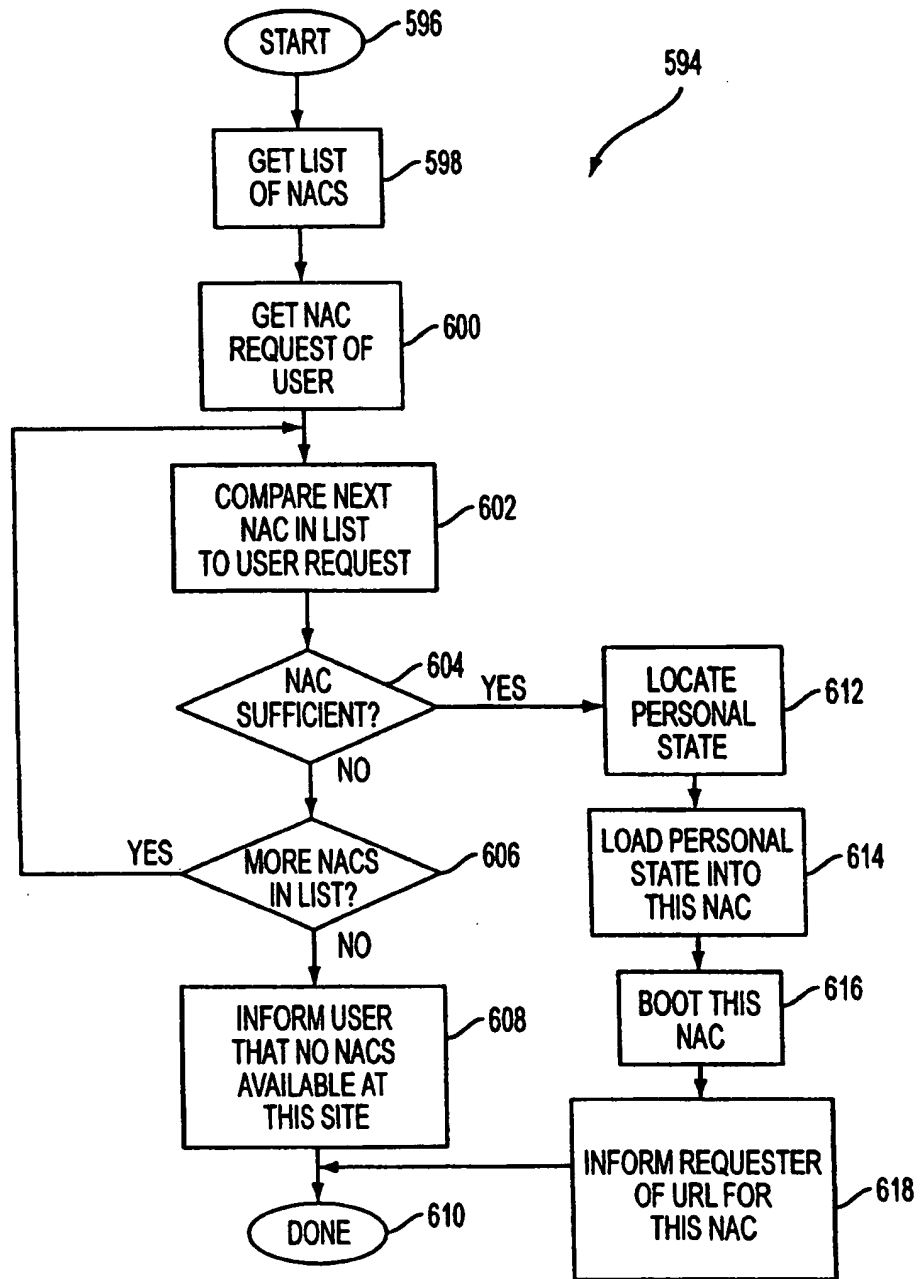 START
596
594
GET LIST
OF NACS
598
GET NAC
REQUEST OF
USER
600
COMPARE NEXT
NAC IN LIST
TO USER REQUEST
602
NAC
SUFFICIENT?
604
YES
NO
LOCATE
PERSONAL
STATE
612
MORE NACS
IN LIST?
606
YES
NO
LOAD PERSONAL
STATE INTO
THIS NAC
614
BOOT THIS
NAC
616
INFORM USER
THAT NO NACS
AVAILABLE AT
THIS SITE
608
INFORM REQUESTER
OF URL FOR
THIS NAC
618
DONE
610